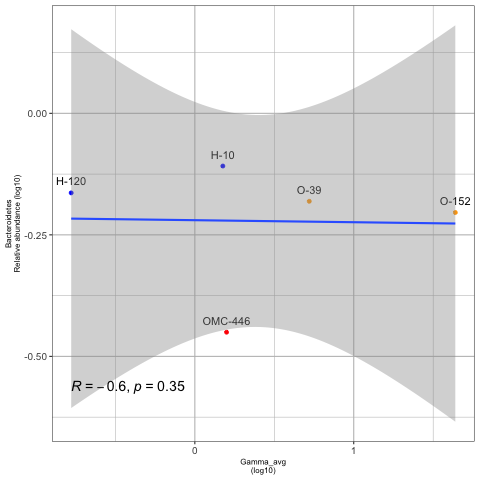 Bacteroidetes
Relative abundance (log10)
0.00
-0.25
-0.50
H-120
H-10
O-39
O-152
OMC-446
R = −0.6, p = 0.35
0
1
Gamma_avg
(log10)